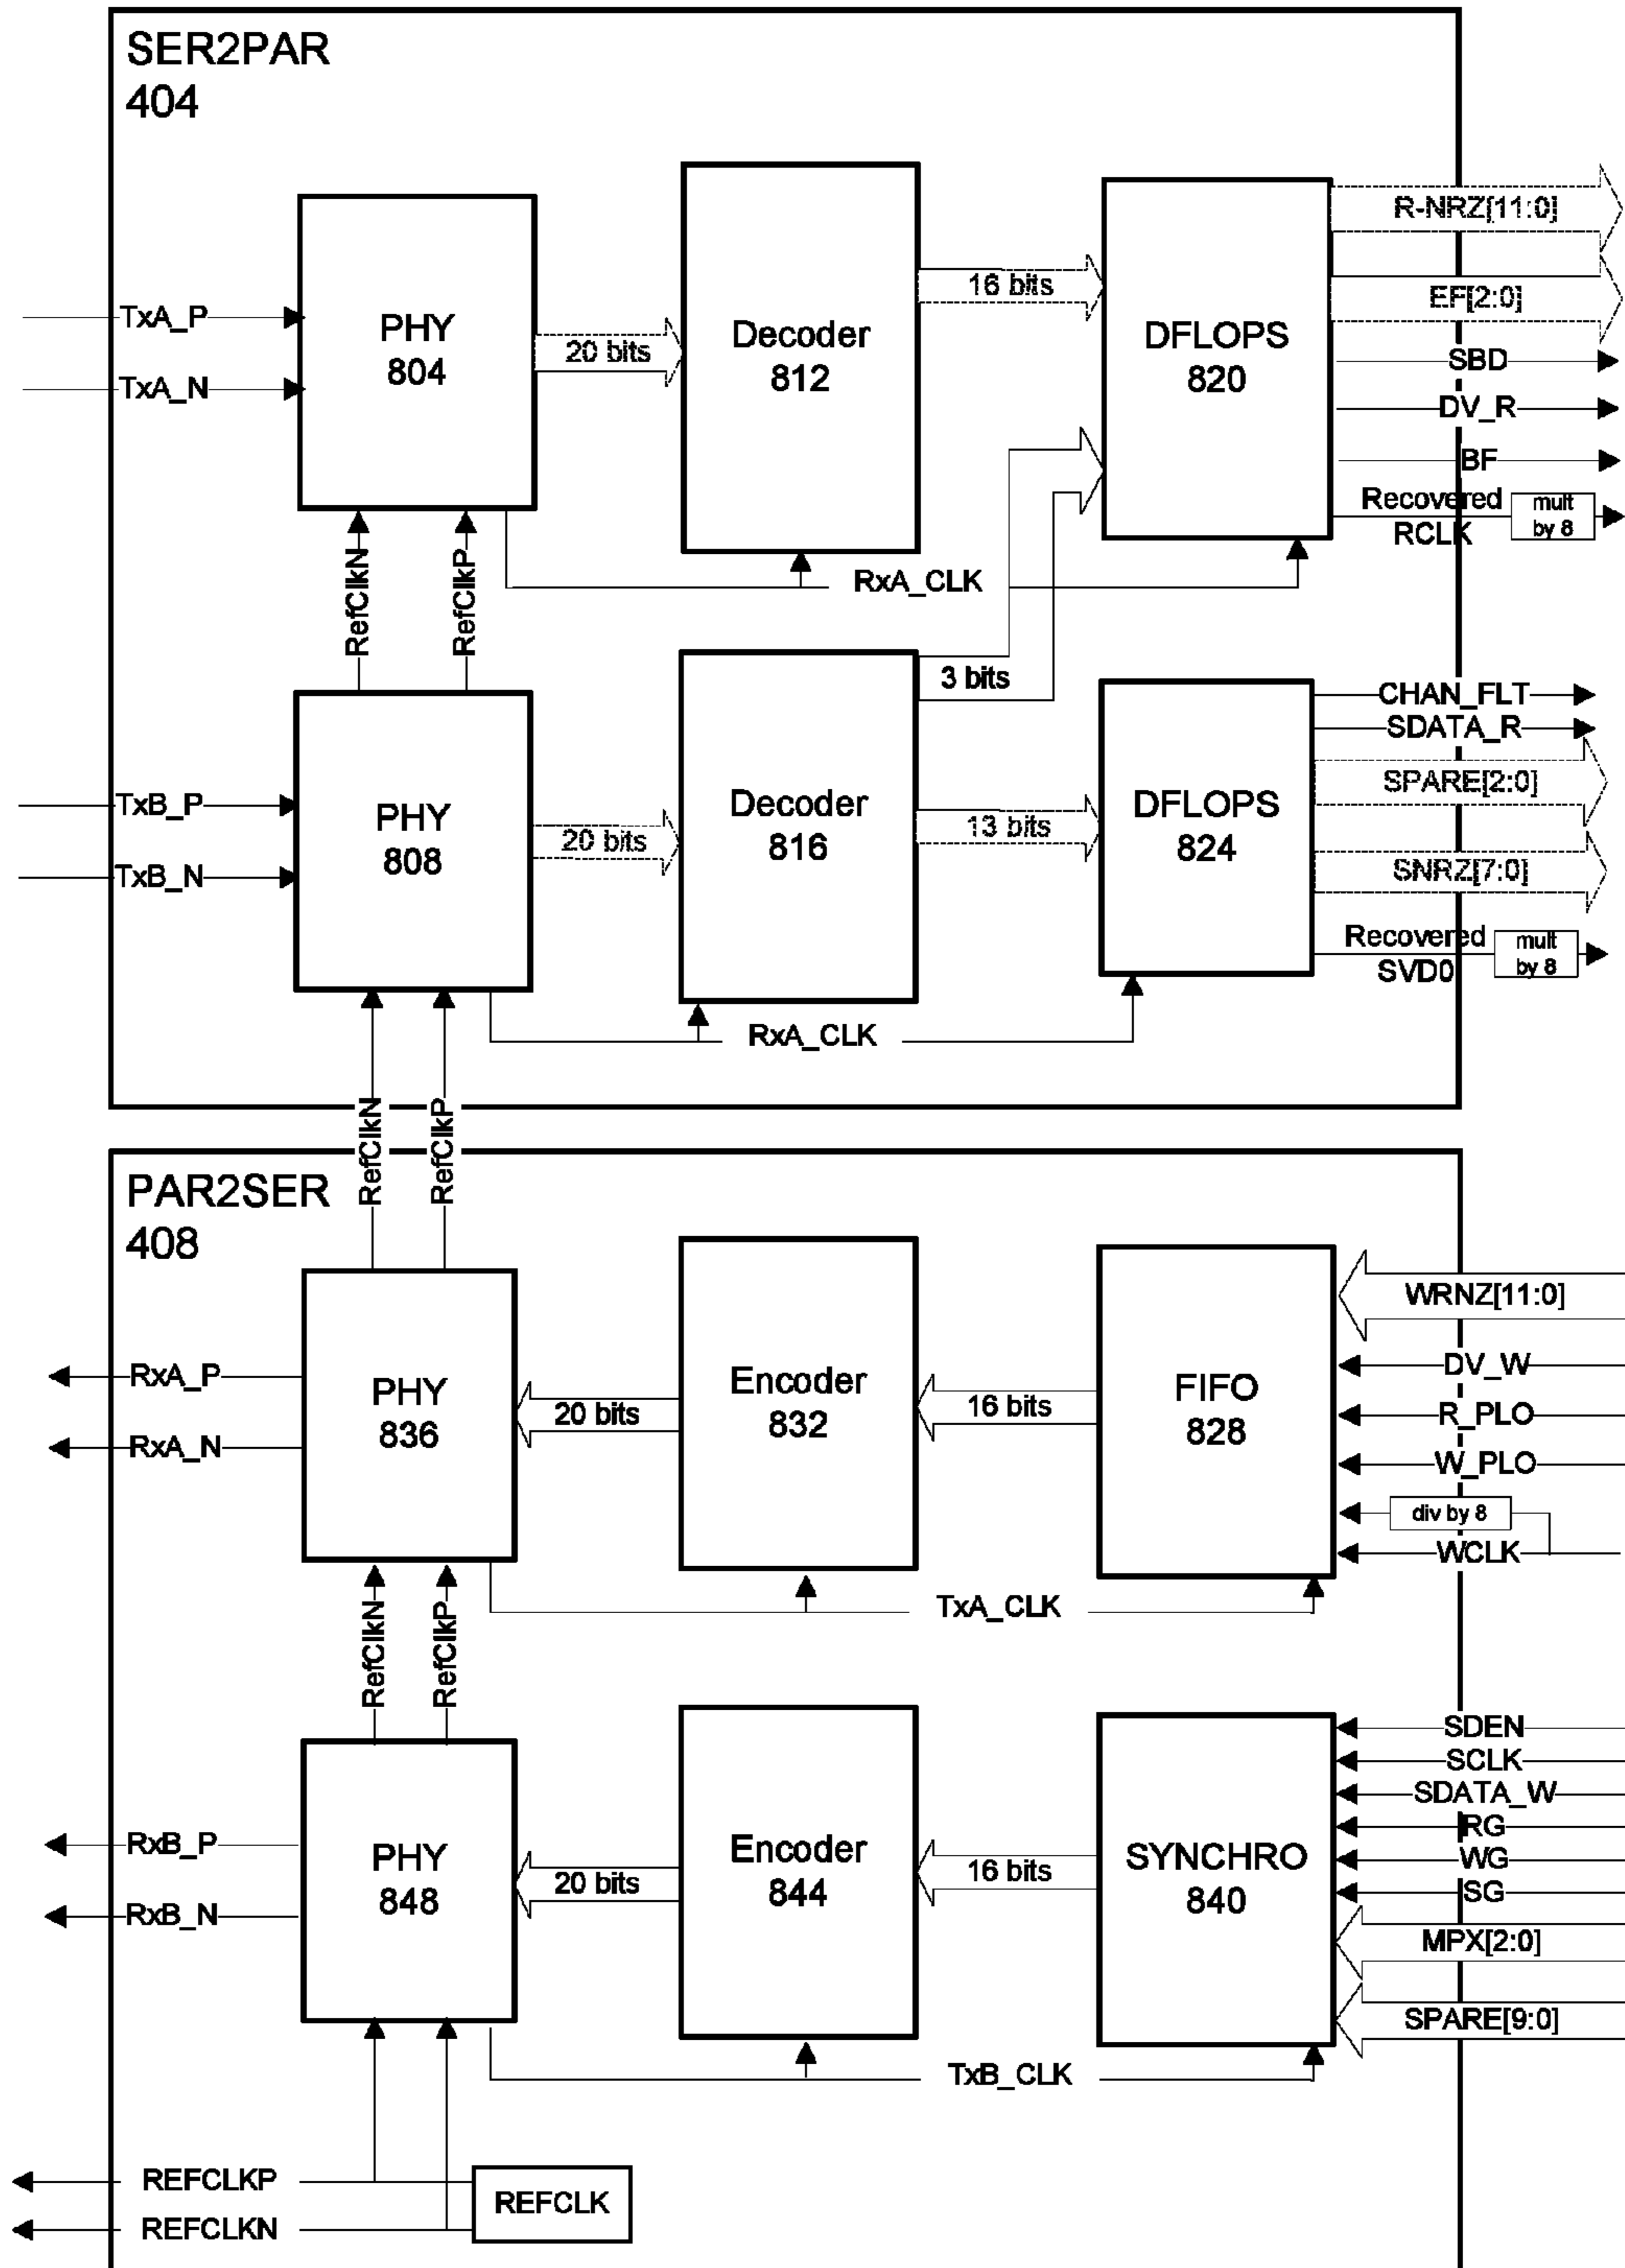 SER2PAR
404
TxA_P
TxA_N
PHY
804
20 bits
Decoder
812
16 bits
DFLOPS
820
R-NRZ[11:0]
EF[2:0]
SBD
DV_R
BF
Recovered
RCLK
mult
by 8
RefClkN
RefClkP
RxA_CLK
3 bits
TxB_P
TxB_N
PHY
808
20 bits
Decoder
816
13 bits
DFLOPS
824
CHAN_FLT
SDATA_R
SPARE[2:0]
SNRZ[7:0]
Recovered
SVD0
mult
by 8
RxA_CLK
RefClkN
RefClkP
PAR2SER
408
RxA_P
RxA_N
PHY
836
20 bits
Encoder
832
16 bits
FIFO
828
WRNZ[11:0]
DV_W
R_PLO
W_PLO
div by 8
WCLK
TxA_CLK
RefClkN
RefClkP
RxB_P
RxB_N
PHY
848
20 bits
Encoder
844
16 bits
SYNCHRO
840
SDEN
SCLK
SDATA_W
RG
WG
SG
MPX[2:0]
SPARE[9:0]
TxB_CLK
REFCLKP
REFCLKN
REFCLK